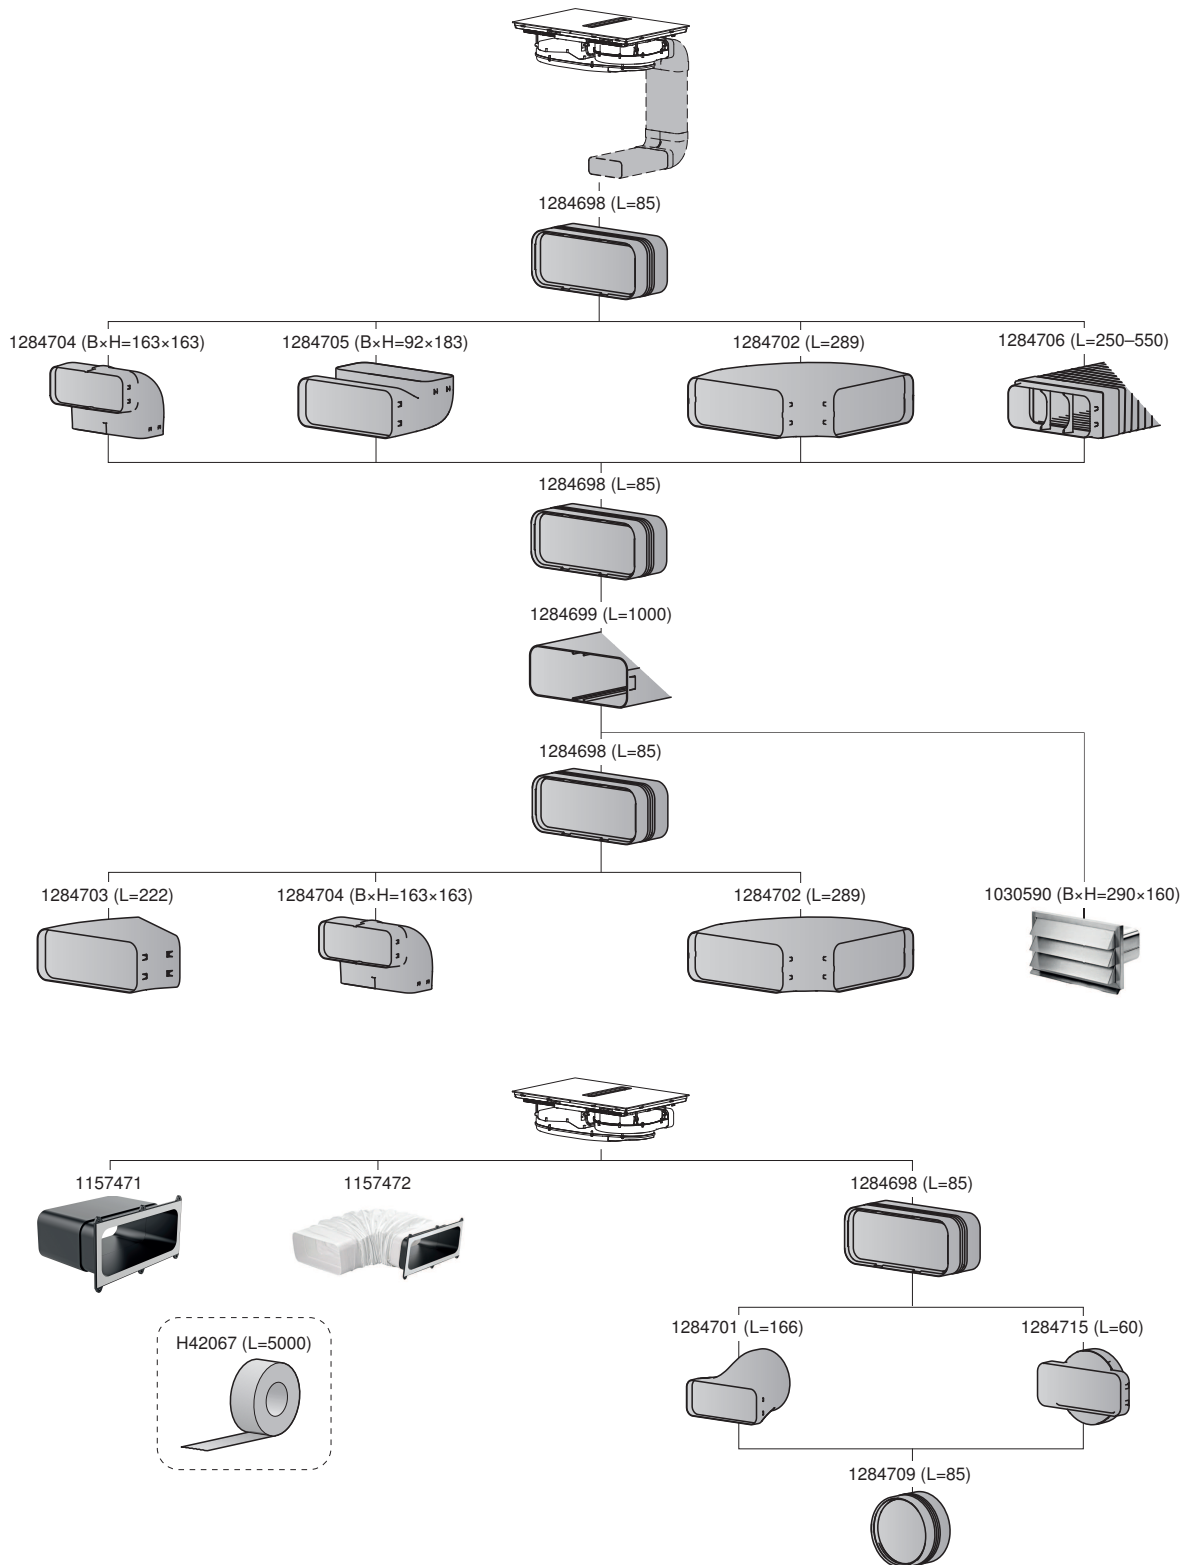 1284698 (L=85)
1284704 (B×H=163×163)
1284705 (B×H=92×183)
1284702 (L=289)
1284706 (L=250–550)
1284698 (L=85)
1284699 (L=1000)
1284698 (L=85)
1284703 (L=222)
1284704 (B×H=163×163)
1284702 (L=289)
1030590 (B×H=290×160)
1157471
1157472
1284698 (L=85)
H42067 (L=5000)
1284701 (L=166)
1284715 (L=60)
1284709 (L=85)